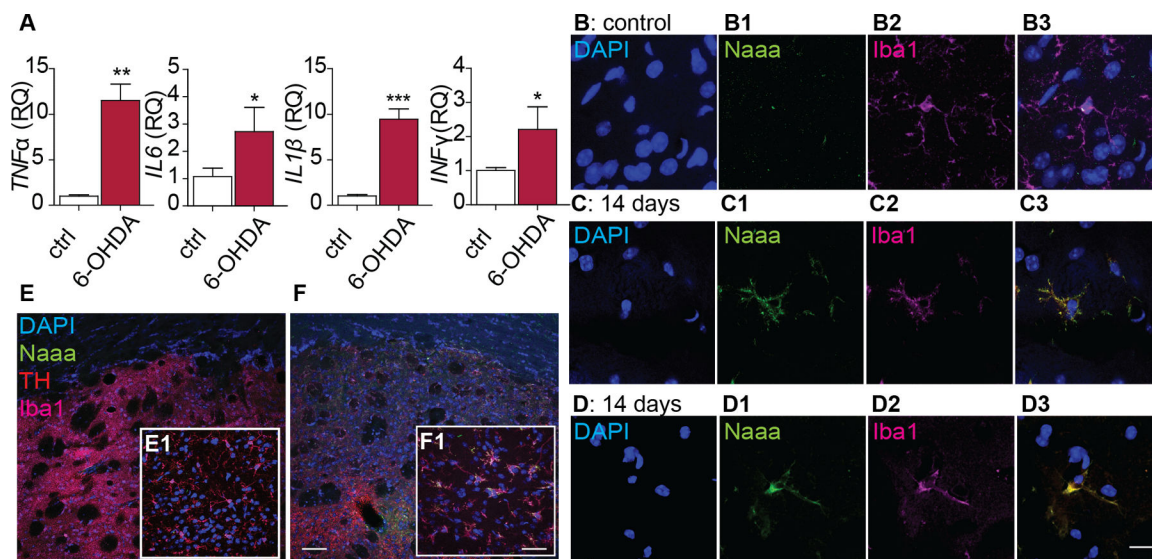 A
TNFα (RQ)
15
10
5
0
**
ctrl
6-OHDA
IL6 (RQ)
5
4
3
2
1
0
*
ctrl
6-OHDA
IL1β (RQ)
15
10
5
0
***
ctrl
6-OHDA
INFγ (RQ)
4
3
2
1
0
*
ctrl
6-OHDA
B: control B1 B2 B3
DAPI Naaa Iba1
C: 14 days C1 C2 C3
DAPI Naaa Iba1
D: 14 days D1 D2 D3
DAPI Naaa Iba1
E F
DAPI
Naaa
TH
Iba1
E1 F1